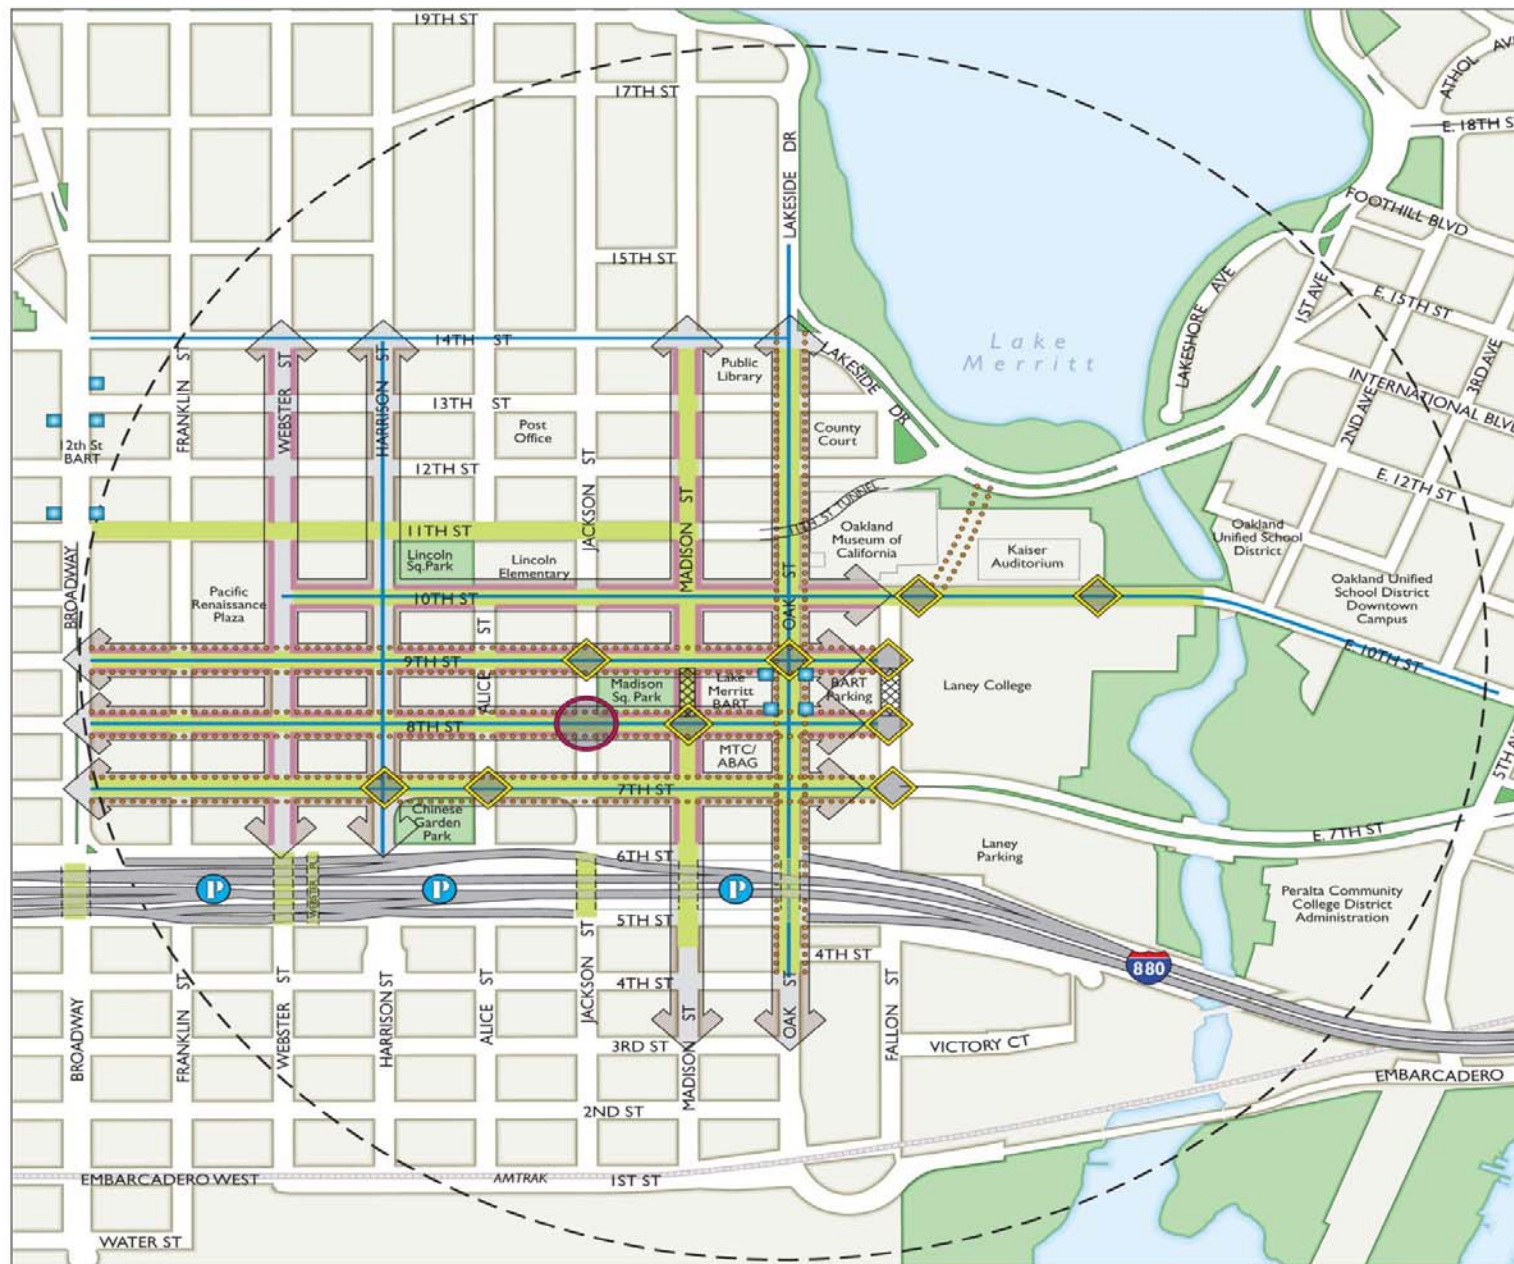 19TH ST
17TH ST
LAKESIDE DR
ATHOL AVE
E. 18TH S
FOOTHILL BLVD
15TH ST
LAKESHORE AVE
1ST AVE
E. 15TH ST
3RD AVE
Lake
Merritt
INTERNATIONAL BLVD
2ND AVE
E. 12TH ST
14TH ST
FRANKLIN ST
WEBSTER ST
HARRISON ST
Public
Library
LAKESIDE DR
13TH ST
Post
Office
County
Court
12th St
BART
12TH ST
JACKSON ST
MADISON ST
11TH ST TUNNEL
11TH ST
Oakland
Museum of
California
Kaiser
Auditorium
Oakland
Unified School
District
Lincoln
Sq.Park
Lincoln
Elementary
OAK ST
BROADWAY
Pacific
Renaissance
Plaza
10TH ST
Oakland Unified
School District
Downtown
Campus
E. 10TH ST
ALICE ST
9TH ST
Madison
Sq. Park
Lake
Merritt
BART
BART
Parking
Laney College
8TH ST
MTC/
ABAG
5TH AV
7TH ST
Chinese
Garden
Park
E. 7TH ST
6TH ST
Laney
Parking
P
P
P
WEBSTER PL
Peralta Community
College District
Administration
5TH ST
4TH ST
880
4TH ST
BROADWAY
FRANKLIN ST
WEBSTER ST
HARRISON ST
ALICE ST
JACKSON ST
MADISON ST
OAK ST
FALLON ST
3RD ST
VICTORY CT
EMBARCADERO
2ND ST
EMBARCADERO WEST
AMTRAK
1ST ST
WATER ST